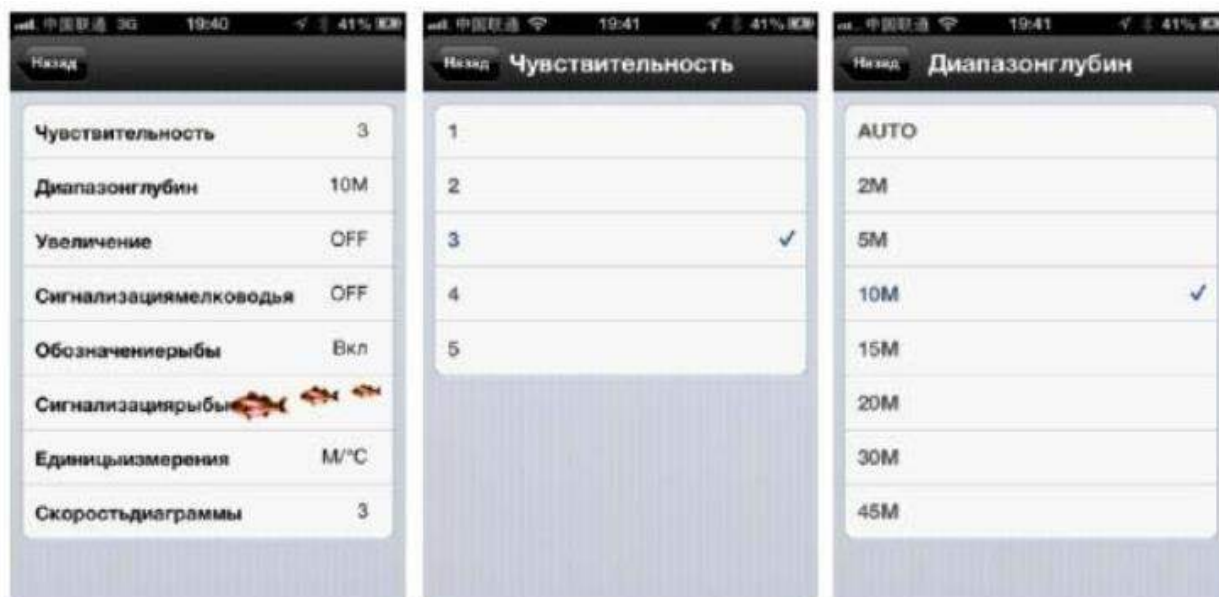 中国联通 3G 19:40 41%
Назад
Чувствительность 3
Диапазонглубин 10M
Увеличение OFF
Сигнализациямелководья OFF
Обозначениерыбы Вкл
Сигнализациярыбы
Единицыизмерения M/°C
Скоростьдиаграммы 3
中国联通 19:41 41%
Назад Чувствительность
1
2
3 ✓
4
5
中国联通 19:41 41%
Назад Диапазонглубин
AUTO
2M
5M
10M ✓
15M
20M
30M
45M